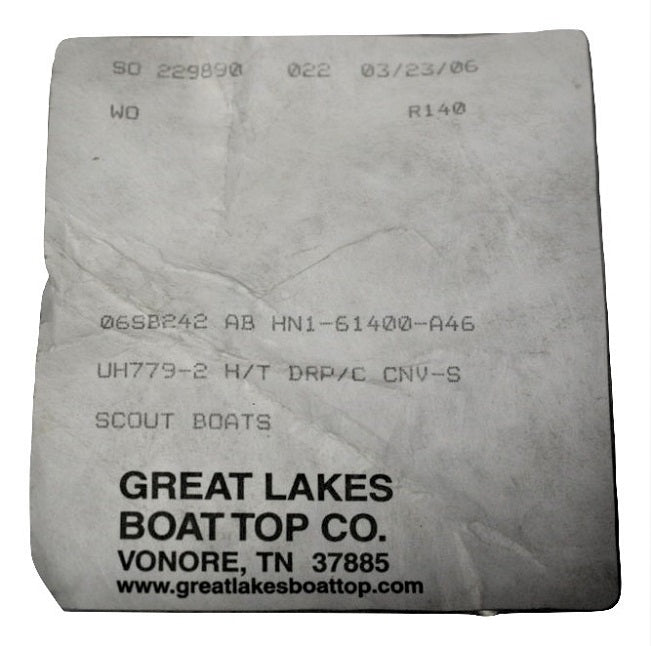 SO 229890 022 03/23/06
WO R140
06SB242 AB HN1-61400-A46
UH779-2 H/T DRP/C CNV-S
SCOUT BOATS
GREAT LAKES
BOAT TOP CO.
VONORE, TN 37885
www.greatlakesboattop.com